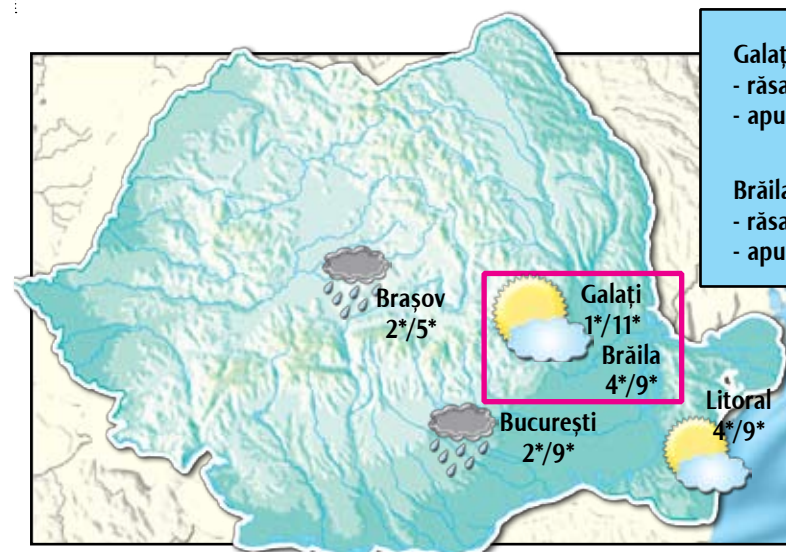 Galaț
- răsa
- apu
Brăila
- răsa
- apu
Brașov
2*/5*
Galați
1*/11*
Brăila
4*/9*
Litoral
4*/9*
București
2*/9*